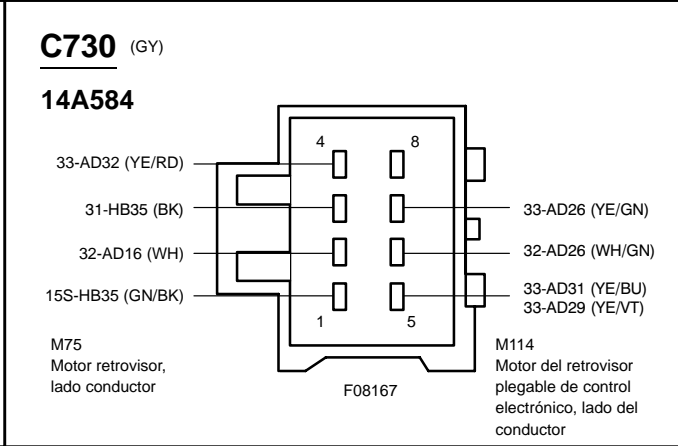 C730 (GY)
14A584
4 8
33-AD32 (YE/RD)
31-HB35 (BK)
33-AD26 (YE/GN)
32-AD16 (WH)
32-AD26 (WH/GN)
15S-HB35 (GN/BK)
33-AD31 (YE/BU)
33-AD29 (YE/VT)
1 5
M75
Motor retrovisor,
lado conductor
F08167
M114
Motor del retrovisor
plegable de control
electrónico, lado del
conductor